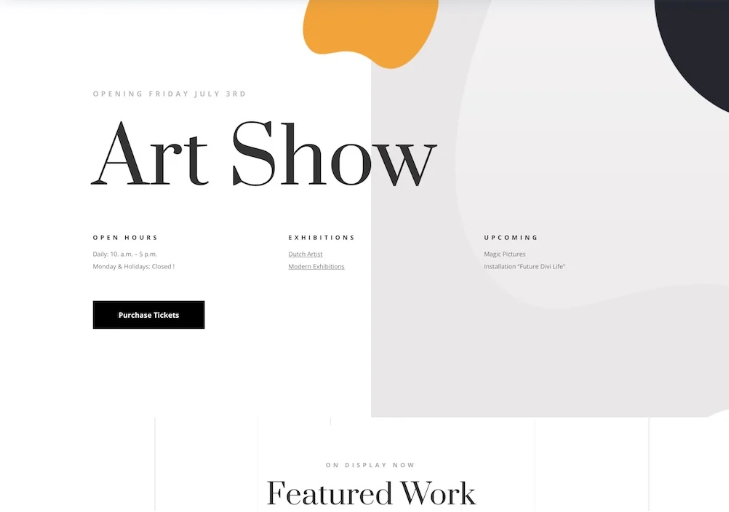 OPENING FRIDAY JULY 3RD
Art Show
OPEN HOURS
Daily: 10. a.m. – 5 p.m.
Monday & Holidays: Closed !
EXHIBITIONS
Dutch Artist
Modern Exhibitions
UPCOMING
Magic Pictures
Installation "Future Divi Life"
Purchase Tickets
ON DISPLAY NOW
Featured Work